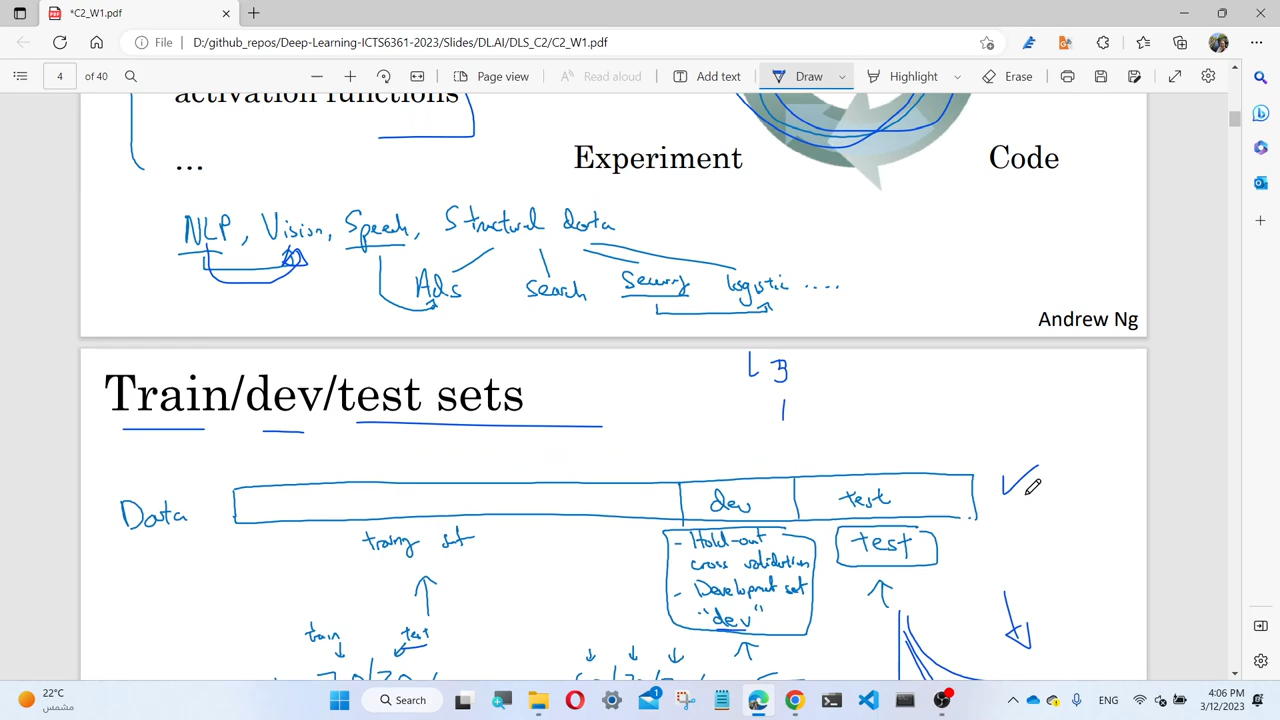 *C2_W1.pdf
File D:/github_repos/Deep-Learning-ICTS6361-2023/Slides/DL.AI/DLS_C2/C2_W1.pdf
4 of 40 Page view Read aloud Add text Draw Highlight Erase
activation functions
...
Experiment Code
NLP, Vision, Speech, Structural data
Ads Search Security logistic ....
Andrew Ng
Train/dev/test sets
Data dev test
training set
- Hold-out
cross validation
- Development set
"dev"
test
train test
22°C
مشمس
Search
1
ENG
4:06 PM
3/12/2023